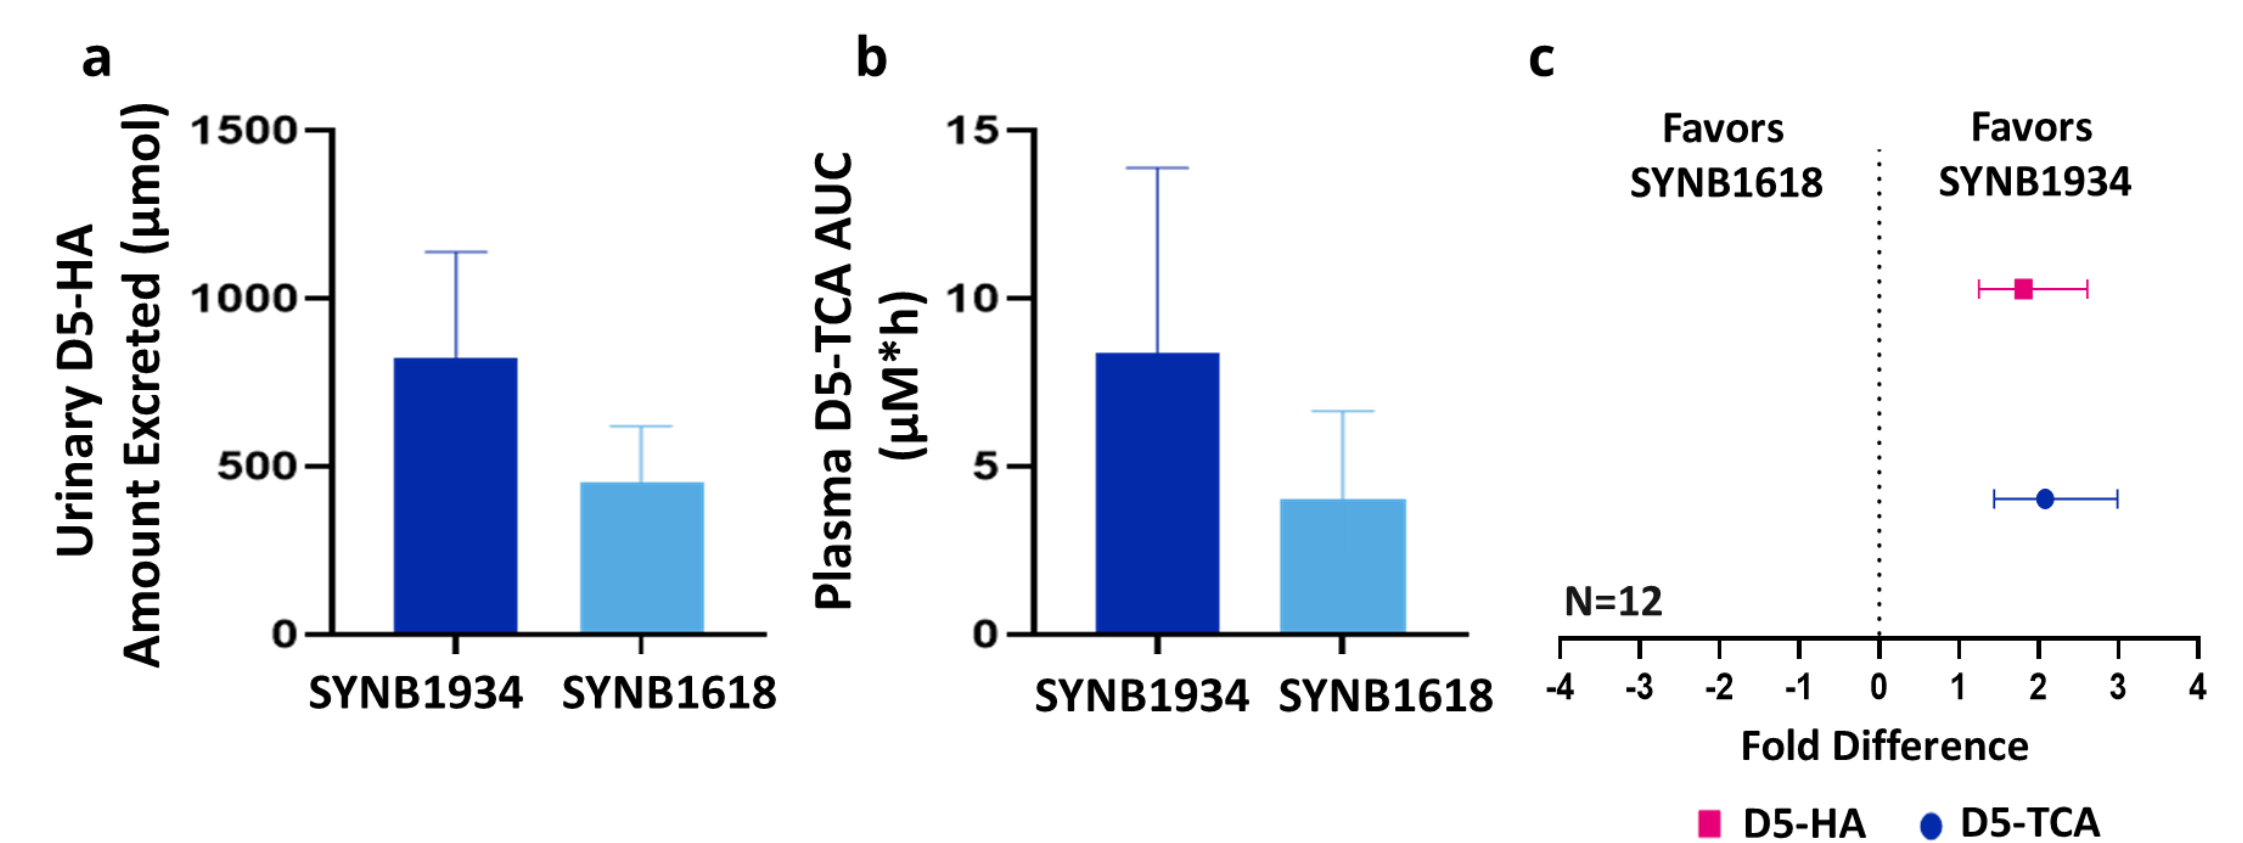 a
Urinary D5-HA
Amount Excreted (µmol)
1500
1000
500
0
SYNB1934 SYNB1618
b
Plasma D5-TCA AUC
(µM*h)
15
10
5
0
SYNB1934 SYNB1618
c
Favors
SYNB1618
Favors
SYNB1934
N=12
-4 -3 -2 -1 0 1 2 3 4
Fold Difference
D5-HA D5-TCA